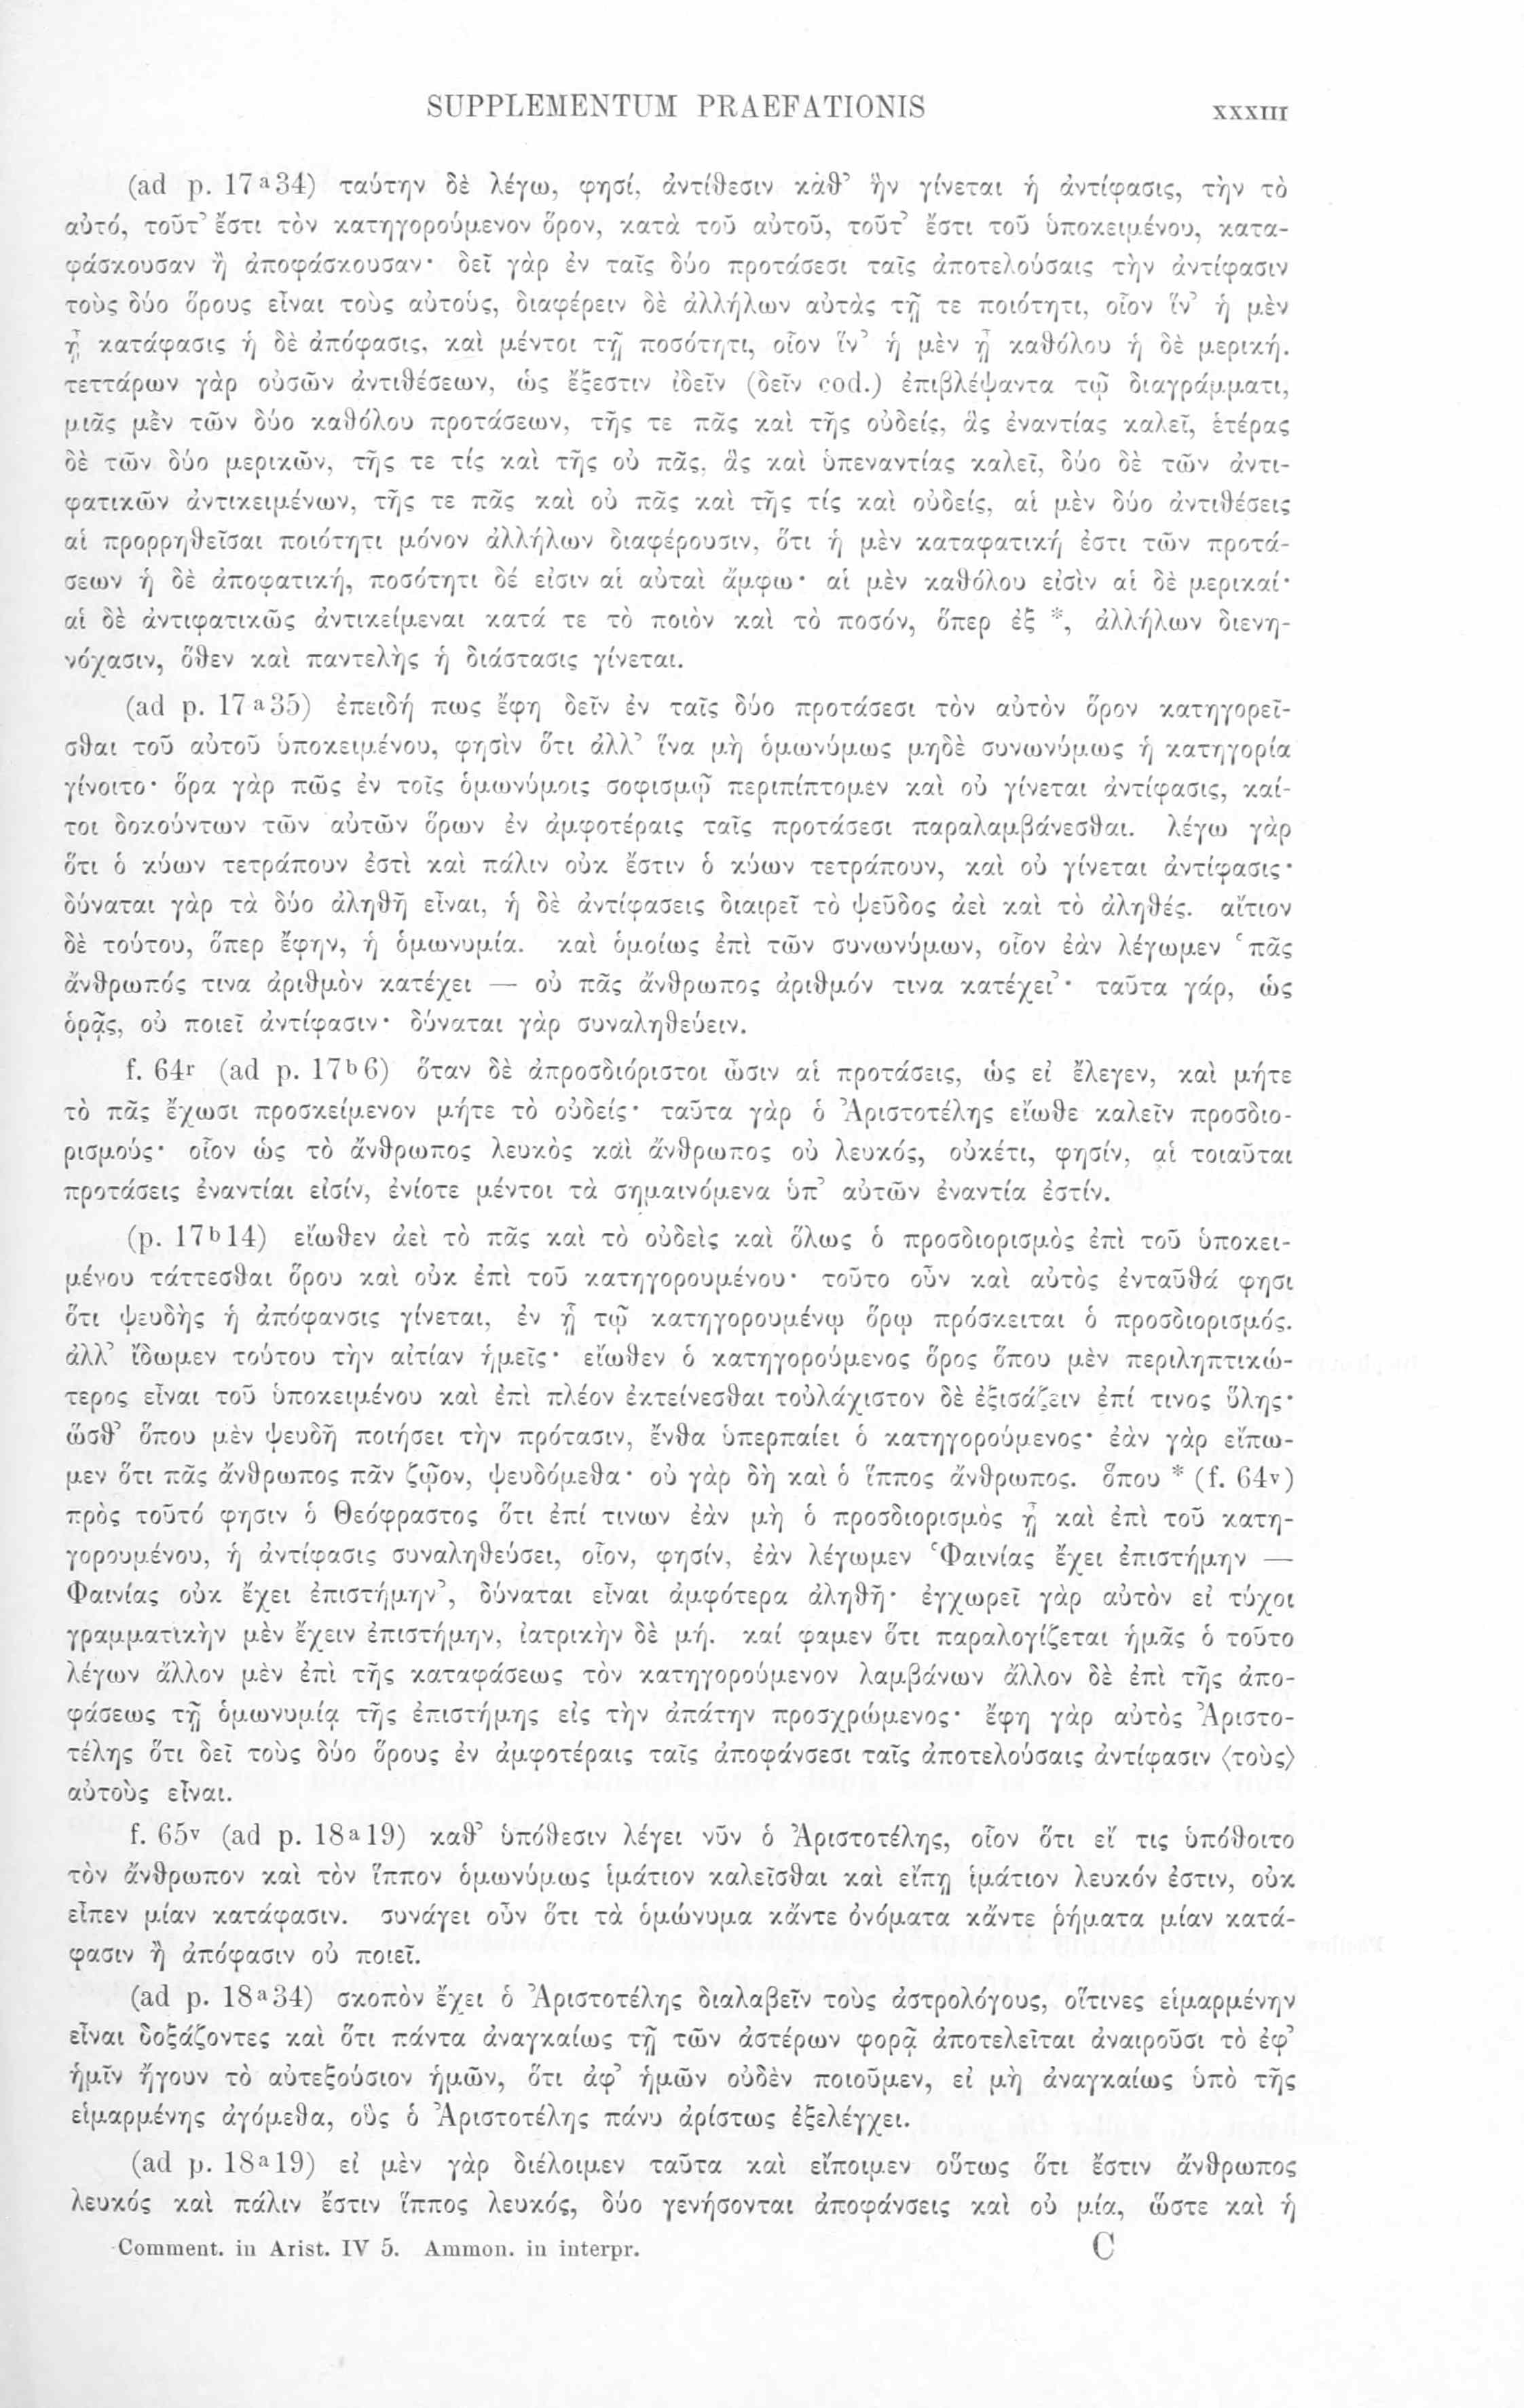 SUPPLEMENTUM PRAEFATIONIS XXXIII
(ad p. 17ᵃ34) ταύτην δὲ λέγω, φησί, ἀντίθεσιν καθ’ ἣν γίνεται ἡ ἀντίφασις, τὴν τὸ
αὐτό, τοῦτ’ ἔστι τὸν κατηγορούμενον ὅρον, κατὰ τοῦ αὐτοῦ, τοῦτ’ ἔστι τοῦ ὑποκειμένου, κατα-
φάσκουσαν ἢ ἀποφάσκουσαν· δεῖ γὰρ ἐν ταῖς δύο προτάσεσι ταῖς ἀποτελούσαις τὴν ἀντίφασιν
τοὺς δύο ὅρους εἶναι τοὺς αὐτούς, διαφέρειν δὲ ἀλλήλων αὐτὰς τῇ τε ποιότητι, οἷον ἵν’ ἡ μὲν
ᾖ κατάφασις ἡ δὲ ἀπόφασις, καὶ μέντοι τῇ ποσότητι, οἷον ἵν’ ἡ μὲν ᾖ καθόλου ἡ δὲ μερική.
τεττάρων γὰρ οὐσῶν ἀντιθέσεων, ὡς ἔξεστιν ἰδεῖν (δεῖν cod.) ἐπιβλέψαντα τῷ διαγράμματι,
μιᾶς μὲν τῶν δύο καθόλου προτάσεων, τῆς τε πᾶς καὶ τῆς οὐδείς, ἃς ἐναντίας καλεῖ, ἑτέρας
δὲ τῶν δύο μερικῶν, τῆς τε τίς καὶ τῆς οὐ πᾶς, ἃς καὶ ὑπεναντίας καλεῖ, δύο δὲ τῶν ἀντι-
φατικῶν ἀντικειμένων, τῆς τε πᾶς καὶ οὐ πᾶς καὶ τῆς τίς καὶ οὐδείς, αἱ μὲν δύο ἀντιθέσεις
αἱ προρρηθεῖσαι ποιότητι μόνον ἀλλήλων διαφέρουσιν, ὅτι ἡ μὲν καταφατική ἐστι τῶν προτά-
σεων ἡ δὲ ἀποφατική, ποσότητι δέ εἰσιν αἱ αὐταὶ ἄμφω· αἱ μὲν καθόλου εἰσὶν αἱ δὲ μερικαί·
αἱ δὲ ἀντιφατικῶς ἀντικείμεναι κατά τε τὸ ποιὸν καὶ τὸ ποσόν, ὅπερ ἐξ *, ἀλλήλων διενη-
νόχασιν, ὅθεν καὶ παντελὴς ἡ διάστασις γίνεται.
(ad p. 17ᵃ35) ἐπειδή πως ἔφη δεῖν ἐν ταῖς δύο προτάσεσι τὸν αὐτὸν ὅρον κατηγορεῖ-
σθαι τοῦ αὐτοῦ ὑποκειμένου, φησὶν ὅτι ἀλλ’ ἵνα μὴ ὁμωνύμως μηδὲ συνωνύμως ἡ κατηγορία
γίνοιτο· ὅρα γὰρ πῶς ἐν τοῖς ὁμωνύμοις σοφισμῷ περιπίπτομεν καὶ οὐ γίνεται ἀντίφασις, καί-
τοι δοκούντων τῶν αὐτῶν ὅρων ἐν ἀμφοτέραις ταῖς προτάσεσι παραλαμβάνεσθαι. λέγω γὰρ
ὅτι ὁ κύων τετράπουν ἐστὶ καὶ πάλιν οὐκ ἔστιν ὁ κύων τετράπουν, καὶ οὐ γίνεται ἀντίφασις·
δύναται γὰρ τὰ δύο ἀληθῆ εἶναι, ἡ δὲ ἀντίφασεις διαιρεῖ τὸ ψεῦδος ἀεὶ καὶ τὸ ἀληθές. αἴτιον
δὲ τούτου, ὅπερ ἔφην, ἡ ὁμωνυμία. καὶ ὁμοίως ἐπὶ τῶν συνωνύμων, οἷον ἐὰν λέγωμεν ‘πᾶς
ἄνθρωπός τινα ἀριθμὸν κατέχει — οὐ πᾶς ἄνθρωπος ἀριθμόν τινα κατέχει’· ταῦτα γάρ, ὡς
ὁρᾷς, οὐ ποιεῖ ἀντίφασιν· δύναται γὰρ συναληθεύειν.
f. 64ʳ (ad p. 17ᵇ6) ὅταν δὲ ἀπροσδιόριστοι ὦσιν αἱ προτάσεις, ὡς εἰ ἔλεγεν, καὶ μήτε
τὸ πᾶς ἔχωσι προσκείμενον μήτε τὸ οὐδείς· ταῦτα γὰρ ὁ Ἀριστοτέλης εἴωθε καλεῖν προσδιο-
ρισμούς· οἷον ὡς τὸ ἄνθρωπος λευκὸς καὶ ἄνθρωπος οὐ λευκός, οὐκέτι, φησίν, αἱ τοιαῦται
προτάσεις ἐναντίαι εἰσίν, ἐνίοτε μέντοι τὰ σημαινόμενα ὑπ’ αὐτῶν ἐναντία ἐστίν.
(p. 17ᵇ14) εἴωθεν ἀεὶ τὸ πᾶς καὶ τὸ οὐδεὶς καὶ ὅλως ὁ προσδιορισμὸς ἐπὶ τοῦ ὑποκει-
μένου τάττεσθαι ὅρου καὶ οὐκ ἐπὶ τοῦ κατηγορουμένου· τοῦτο οὖν καὶ αὐτὸς ἐνταῦθά φησι
ὅτι ψευδὴς ἡ ἀπόφανσις γίνεται, ἐν ᾗ τῷ κατηγορουμένῳ ὅρῳ πρόσκειται ὁ προσδιορισμός.
ἀλλ’ ἴδωμεν τούτου τὴν αἰτίαν ἡμεῖς· εἴωθεν ὁ κατηγορούμενος ὅρος ὅπου μὲν περιληπτικώ-
τερος εἶναι τοῦ ὑποκειμένου καὶ ἐπὶ πλέον ἐκτείνεσθαι τοὐλάχιστον δὲ ἐξισάζειν ἐπί τινος ὕλης·
ὥσθ’ ὅπου μὲν ψευδῆ ποιήσει τὴν πρότασιν, ἔνθα ὑπερπαίει ὁ κατηγορούμενος· ἐὰν γὰρ εἴπω-
μεν ὅτι πᾶς ἄνθρωπος πᾶν ζῷον, ψευδόμεθα· οὐ γὰρ δὴ καὶ ὁ ἵππος ἄνθρωπος. ὅπου * (f. 64ᵛ)
πρὸς τοῦτό φησιν ὁ Θεόφραστος ὅτι ἐπί τινων ἐὰν μὴ ὁ προσδιορισμὸς ᾖ καὶ ἐπὶ τοῦ κατη-
γορουμένου, ἡ ἀντίφασις συναληθεύσει, οἷον, φησίν, ἐὰν λέγωμεν ‘Φαινίας ἔχει ἐπιστήμην —
Φαινίας οὐκ ἔχει ἐπιστήμην’, δύναται εἶναι ἀμφότερα ἀληθῆ· ἐγχωρεῖ γὰρ αὐτὸν εἰ τύχοι
γραμματικὴν μὲν ἔχειν ἐπιστήμην, ἰατρικὴν δὲ μή. καί φαμεν ὅτι παραλογίζεται ἡμᾶς ὁ τοῦτο
λέγων ἄλλον μὲν ἐπὶ τῆς καταφάσεως τὸν κατηγορούμενον λαμβάνων ἄλλον δὲ ἐπὶ τῆς ἀπο-
φάσεως τῇ ὁμωνυμίᾳ τῆς ἐπιστήμης εἰς τὴν ἀπάτην προσχρώμενος· ἔφη γὰρ αὐτὸς Ἀριστο-
τέλης ὅτι δεῖ τοὺς δύο ὅρους ἐν ἀμφοτέραις ταῖς ἀποφάνσεσι ταῖς ἀποτελούσαις ἀντίφασιν ⟨τοὺς⟩
αὐτοὺς εἶναι.
f. 65ᵛ (ad p. 18ᵃ19) καθ’ ὑπόθεσιν λέγει νῦν ὁ Ἀριστοτέλης, οἷον ὅτι εἴ τις ὑπόθοιτο
τὸν ἄνθρωπον καὶ τὸν ἵππον ὁμωνύμως ἱμάτιον καλεῖσθαι καὶ εἴπῃ ἱμάτιον λευκόν ἐστιν, οὐκ
εἶπεν μίαν κατάφασιν. συνάγει οὖν ὅτι τὰ ὁμώνυμα κἄντε ὀνόματα κἄντε ῥήματα μίαν κατά-
φασιν ἢ ἀπόφασιν οὐ ποιεῖ.
(ad p. 18ᵃ34) σκοπὸν ἔχει ὁ Ἀριστοτέλης διαλαβεῖν τοὺς ἀστρολόγους, οἵτινες εἱμαρμένην
εἶναι δοξάζοντες καὶ ὅτι πάντα ἀναγκαίως τῇ τῶν ἀστέρων φορᾷ ἀποτελεῖται ἀναιροῦσι τὸ ἐφ’
ἡμῖν ἤγουν τὸ αὐτεξούσιον ἡμῶν, ὅτι ἀφ’ ἡμῶν οὐδὲν ποιοῦμεν, εἰ μὴ ἀναγκαίως ὑπὸ τῆς
εἱμαρμένης ἀγόμεθα, οὓς ὁ Ἀριστοτέλης πάνυ ἀρίστως ἐξελέγχει.
(ad p. 18ᵃ19) εἰ μὲν γὰρ διέλοιμεν ταῦτα καὶ εἴποιμεν οὕτως ὅτι ἔστιν ἄνθρωπος
λευκός καὶ πάλιν ἔστιν ἵππος λευκός, δύο γενήσονται ἀποφάνσεις καὶ οὐ μία, ὥστε καὶ ἡ
Comment. in Arist. IV 5. Ammon. in interpr. C